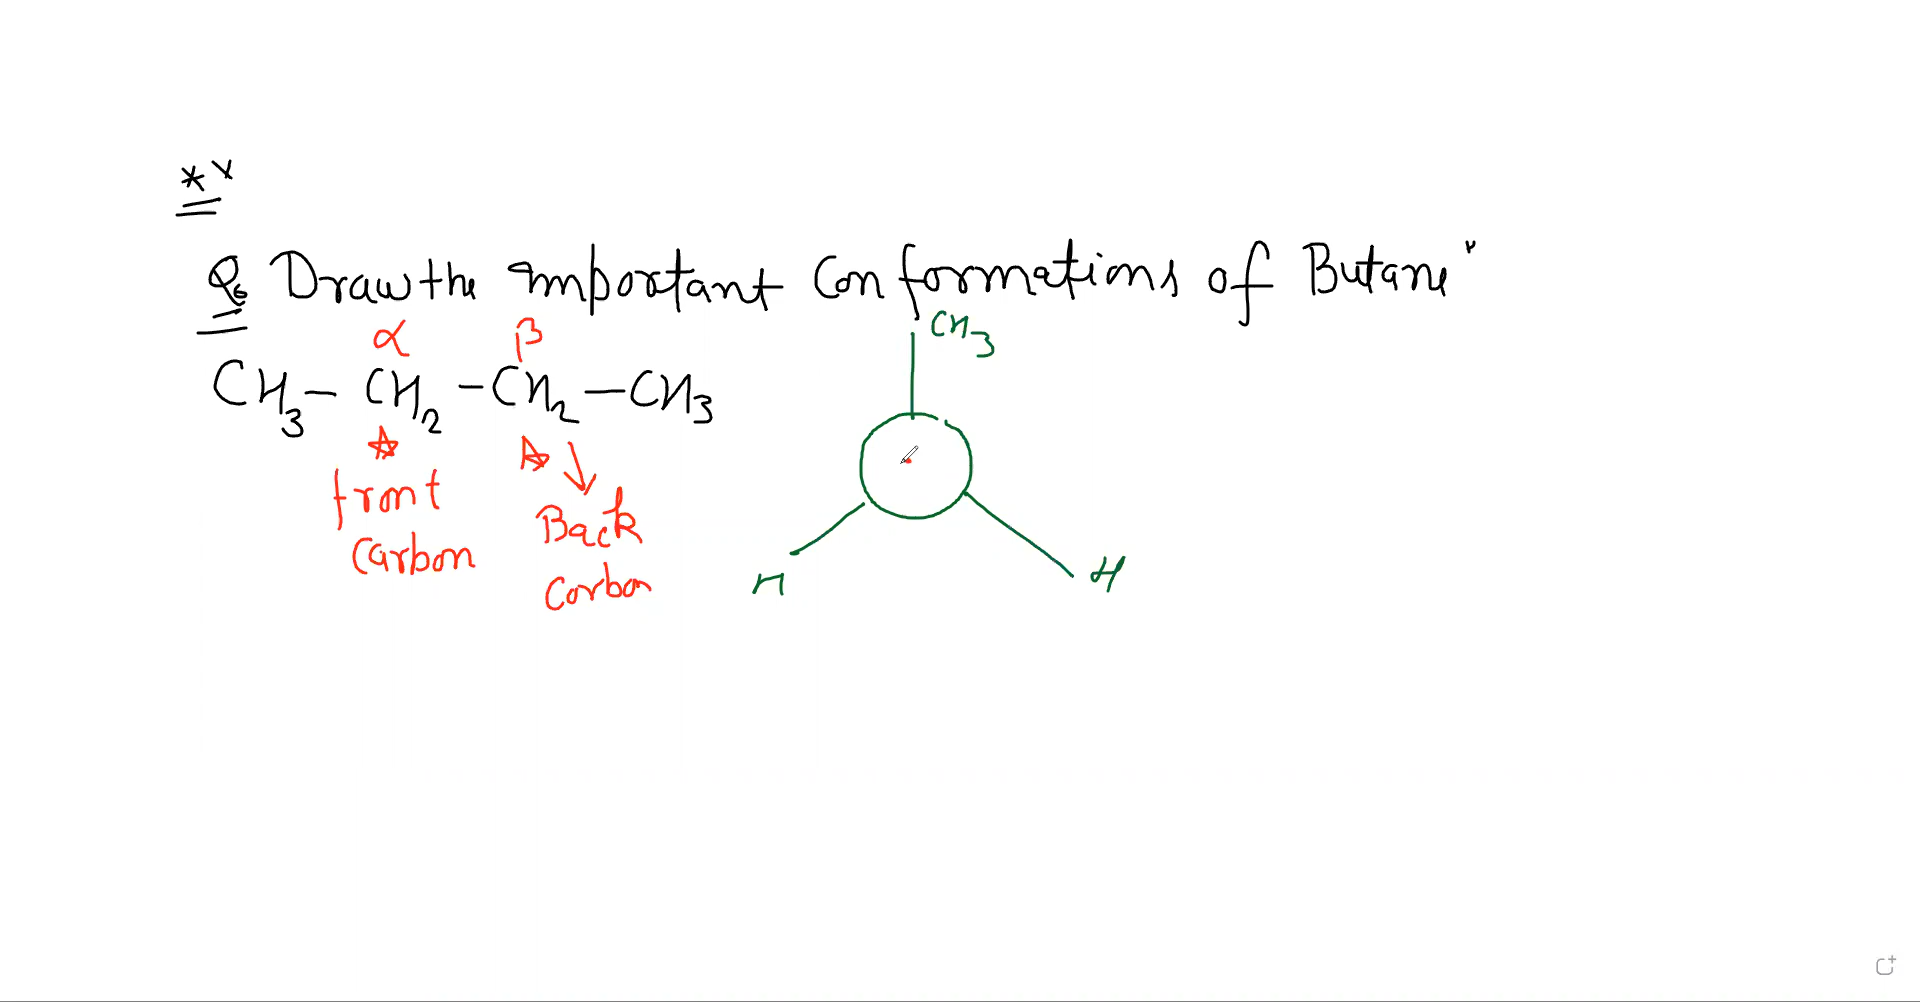 **
Q. Draw the important Conformations of Butane"
α β
CH3- CH2 -CH2-CH3
CH3
front
Carbon
Back
Carbon
H
H